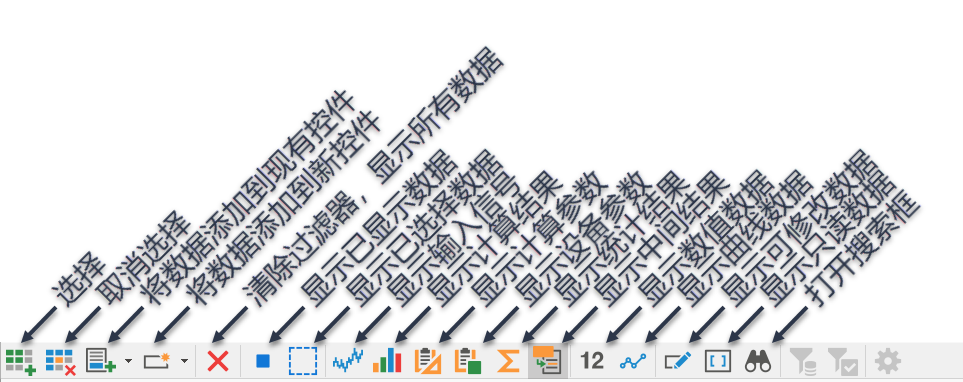 选择
取消选择
将数据添加到现有控件
将数据添加到新控件
清除过滤器，显示所有数据
显示已显示数据
显示已选择数据
显示输入信号
显示计算结果
显示计算参数
显示设备参数
显示统计结果
显示中间结果
显示数值数据
显示曲线数据
显示可修改数据
显示只读数据
打开搜索框
12